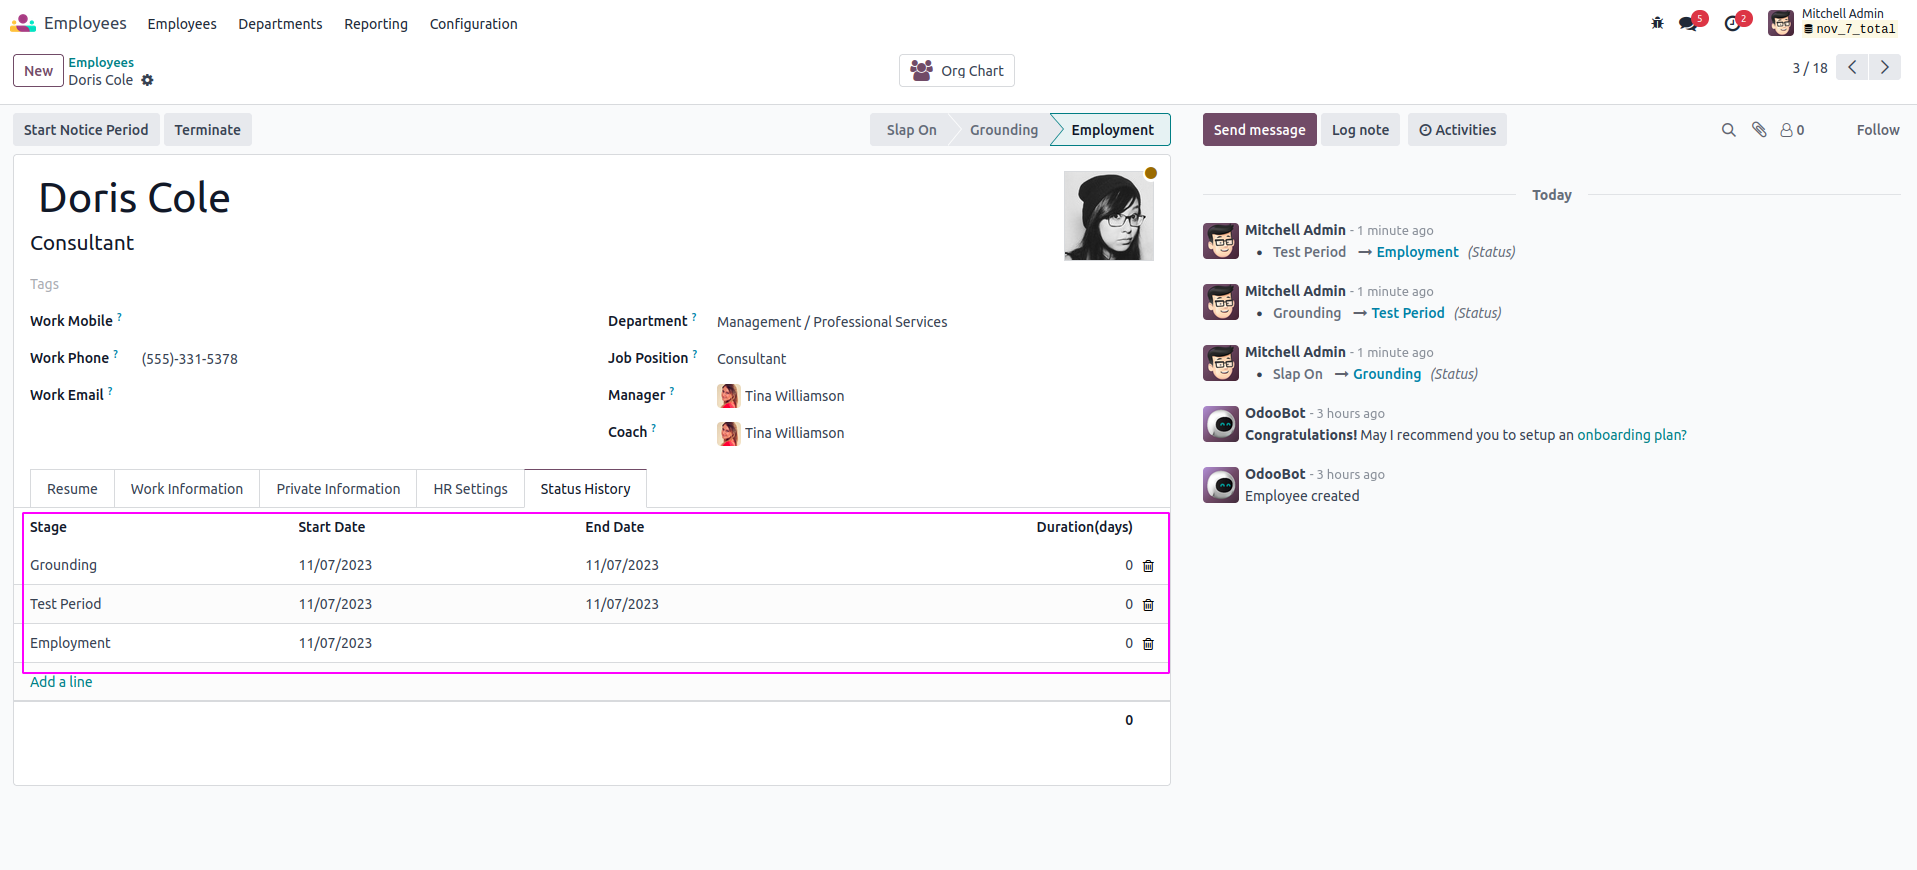 Employees Employees Departments Reporting Configuration 5 2 Mitchell Admin
nov_7_total
New Employees
Doris Cole
Org Chart
3 / 18
Start Notice Period Terminate Slap On Grounding Employment
Send message Log note Activities 0 Follow
Doris Cole
Consultant
Tags
Work Mobile ?
Work Phone ? (555)-331-5378
Work Email ?
Department ? Management / Professional Services
Job Position ? Consultant
Manager ? Tina Williamson
Coach ? Tina Williamson
Resume Work Information Private Information HR Settings Status History
Stage Start Date End Date Duration(days)
Grounding 11/07/2023 11/07/2023 0
Test Period 11/07/2023 11/07/2023 0
Employment 11/07/2023 0
Add a line
0
Today
Mitchell Admin - 1 minute ago
• Test Period → Employment (Status)
Mitchell Admin - 1 minute ago
• Grounding → Test Period (Status)
Mitchell Admin - 1 minute ago
• Slap On → Grounding (Status)
OdooBot - 3 hours ago
Congratulations! May I recommend you to setup an onboarding plan?
OdooBot - 3 hours ago
Employee created